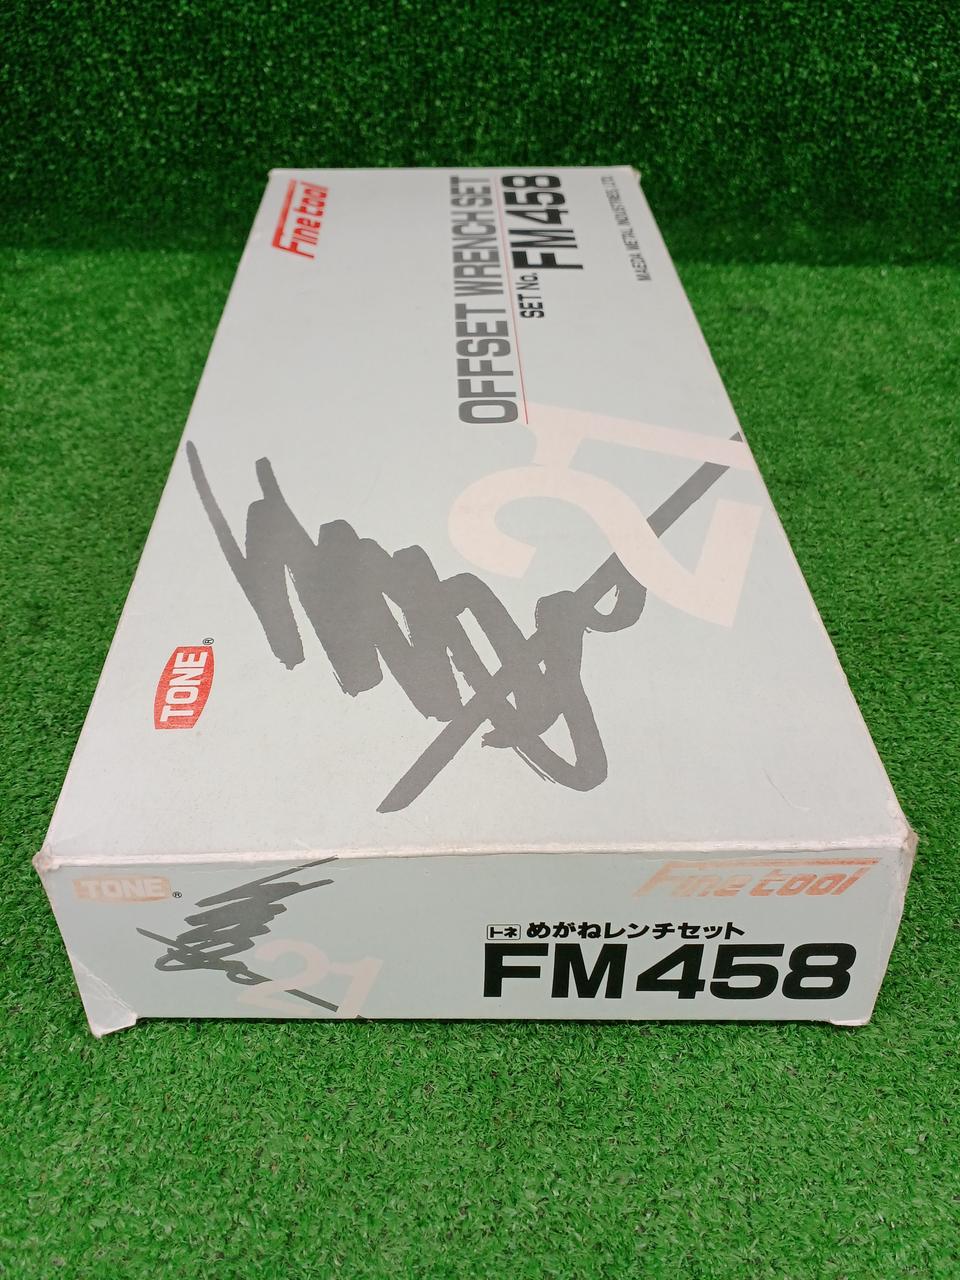 Fine tool
OFFSET WRENCH SET
SET No. FM458
MAEDA METAL INDUSTRIES, LTD.
21
TONE®
TONE®
21
Fine tool
トネ めがねレンチセット
FM458